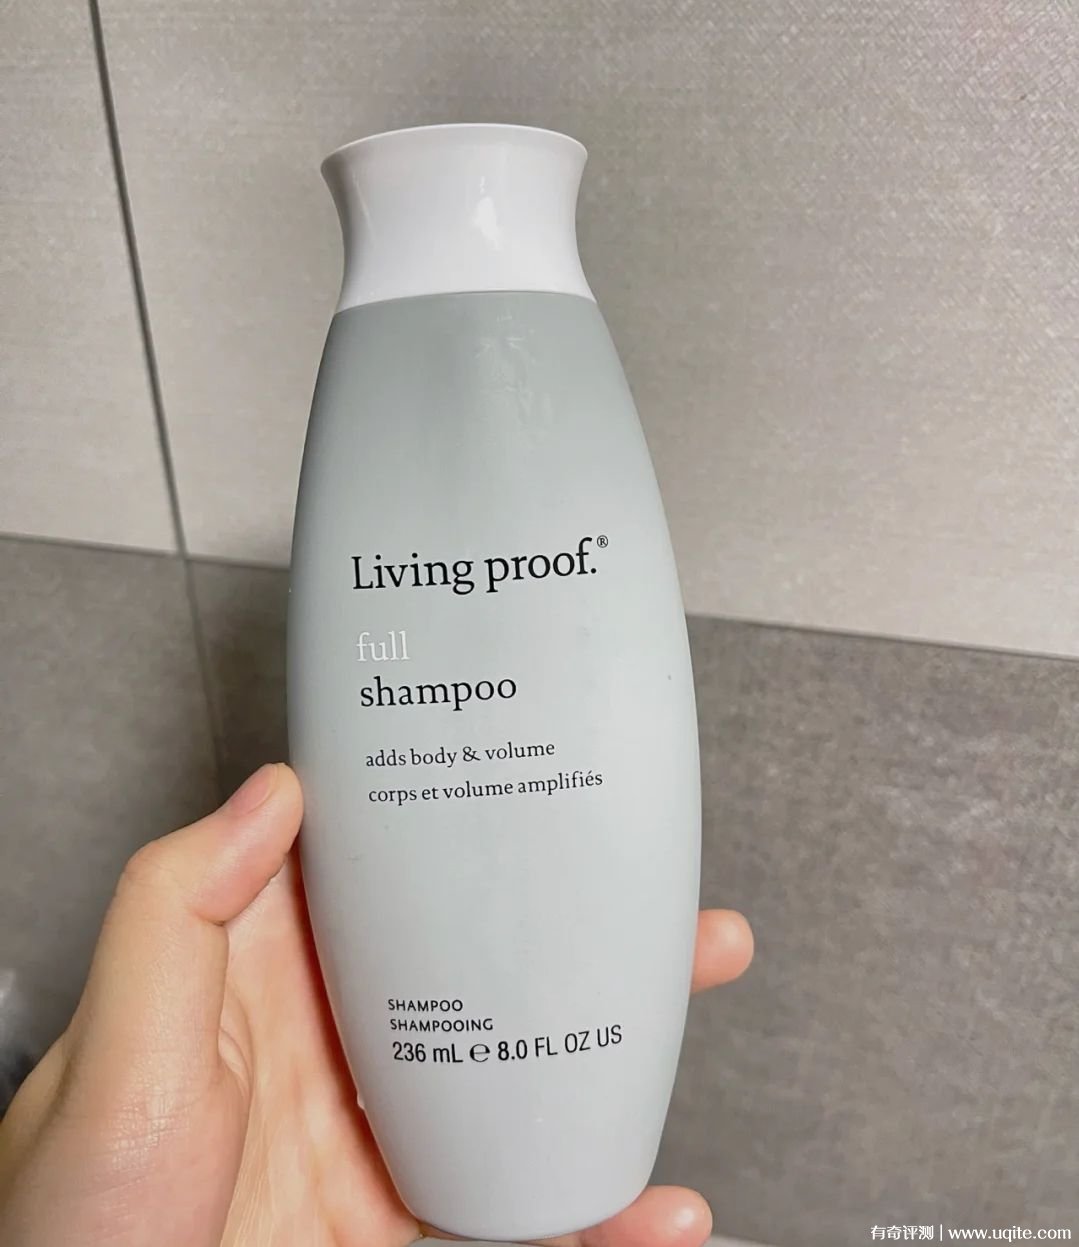 Living proof.®
full
shampoo
adds body & volume
corps et volume amplifiés
SHAMPOO
SHAMPOOING
236 mL ℮ 8.0 FL OZ US
有奇评测 | www.uqite.com